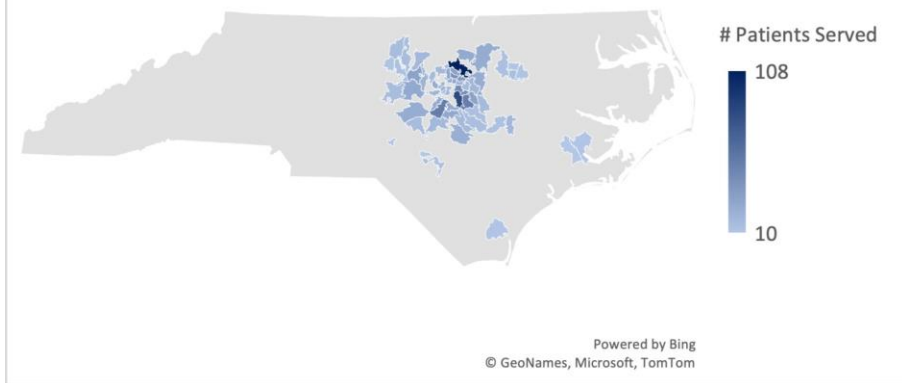 # Patients Served
108
10
Powered by Bing
© GeoNames, Microsoft, TomTom